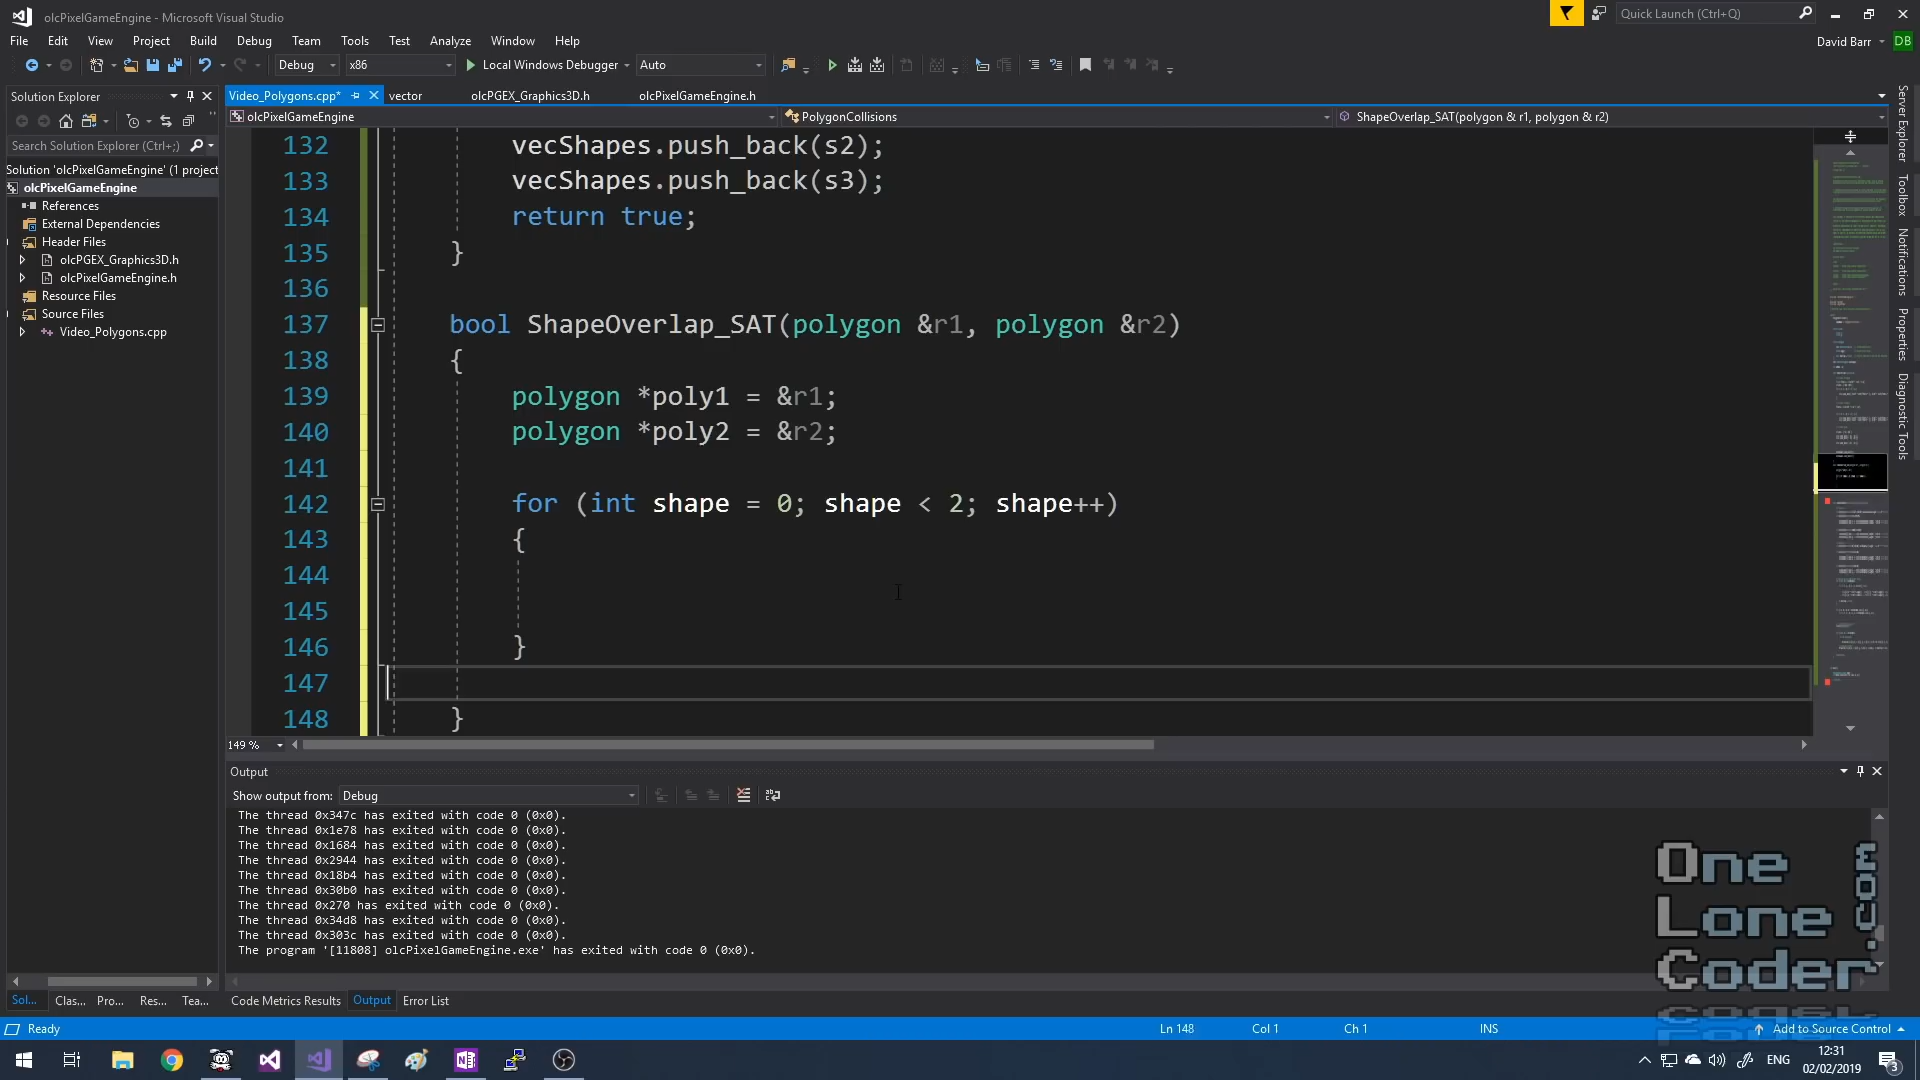 olcPixelGameEngine - Microsoft Visual Studio
Quick Launch (Ctrl+Q)
File Edit View Project Build Debug Team Tools Test Analyze Window Help
David Barr DB
Debug x86 Local Windows Debugger Auto
Solution Explorer
Video_Polygons.cpp* vector olcPGEX_Graphics3D.h olcPixelGameEngine.h
olcPixelGameEngine PolygonCollisions ShapeOverlap_SAT(polygon & r1, polygon & r2)
Search Solution Explorer (Ctrl+;)
Solution 'olcPixelGameEngine' (1 project
olcPixelGameEngine
References
External Dependencies
Header Files
olcPGEX_Graphics3D.h
olcPixelGameEngine.h
Resource Files
Source Files
Video_Polygons.cpp
132 vecShapes.push_back(s2);
133 vecShapes.push_back(s3);
134 return true;
135 }
136
137 bool ShapeOverlap_SAT(polygon &r1, polygon &r2)
138 {
139 polygon *poly1 = &r1;
140 polygon *poly2 = &r2;
141
142 for (int shape = 0; shape < 2; shape++)
143 {
144
145
146 }
147
148 }
149 %
Server Explorer
Toolbox
Notifications
Properties
Diagnostic Tools
Output
Show output from: Debug
The thread 0x347c has exited with code 0 (0x0).
The thread 0x1e78 has exited with code 0 (0x0).
The thread 0x1684 has exited with code 0 (0x0).
The thread 0x2944 has exited with code 0 (0x0).
The thread 0x18b4 has exited with code 0 (0x0).
The thread 0x30b0 has exited with code 0 (0x0).
The thread 0x270 has exited with code 0 (0x0).
The thread 0x34d8 has exited with code 0 (0x0).
The thread 0x303c has exited with code 0 (0x0).
The program '[11808] olcPixelGameEngine.exe' has exited with code 0 (0x0).
One
Lone
Coder
.com
Sol... Clas... Pro... Res... Tea... Code Metrics Results Output Error List
Ready Ln 148 Col 1 Ch 1 INS Add to Source Control
ENG 12:31
02/02/2019
3